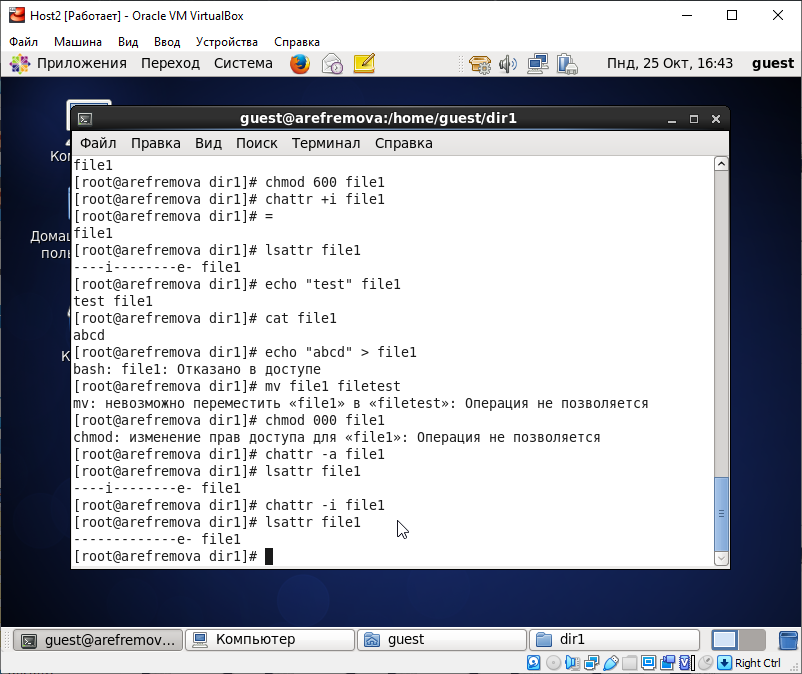 Host2 [Работает] - Oracle VM VirtualBox
Файл Машина Вид Ввод Устройства Справка
Приложения Переход Система Пнд, 25 Окт, 16:43 guest
guest@arefremova:/home/guest/dir1
Файл Правка Вид Поиск Терминал Справка
file1
[root@arefremova dir1]# chmod 600 file1
[root@arefremova dir1]# chattr +i file1
[root@arefremova dir1]# =
file1
[root@arefremova dir1]# lsattr file1
----i--------e- file1
[root@arefremova dir1]# echo "test" file1
test file1
[root@arefremova dir1]# cat file1
abcd
[root@arefremova dir1]# echo "abcd" > file1
bash: file1: Отказано в доступе
[root@arefremova dir1]# mv file1 filetest
mv: невозможно переместить «file1» в «filetest»: Операция не позволяется
[root@arefremova dir1]# chmod 000 file1
chmod: изменение прав доступа для «file1»: Операция не позволяется
[root@arefremova dir1]# chattr -a file1
[root@arefremova dir1]# lsattr file1
----i--------e- file1
[root@arefremova dir1]# chattr -i file1
[root@arefremova dir1]# lsattr file1
-------------e- file1
[root@arefremova dir1]#
guest@arefremov... Компьютер guest dir1
Right Ctrl